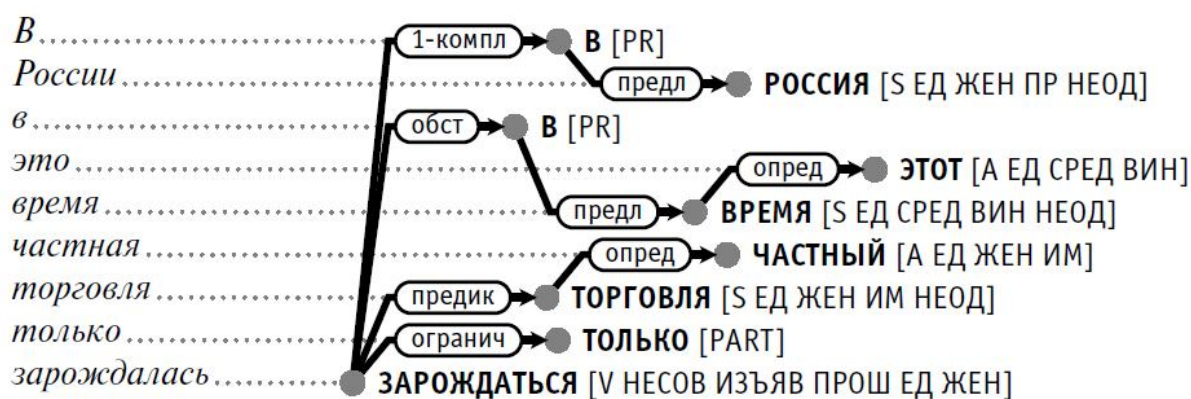 В 1-компл В [PR]
России предл РОССИЯ [S ЕД ЖЕН ПР НЕОД]
в обст В [PR]
это опред ЭТОТ [A ЕД СРЕД ВИН]
время предл ВРЕМЯ [S ЕД СРЕД ВИН НЕОД]
частная опред ЧАСТНЫЙ [A ЕД ЖЕН ИМ]
торговля предик ТОРГОВЛЯ [S ЕД ЖЕН ИМ НЕОД]
только огранич ТОЛЬКО [PART]
зарождалась ЗАРОЖДАТЬСЯ [V НЕСОВ ИЗЪЯВ ПРОШ ЕД ЖЕН]